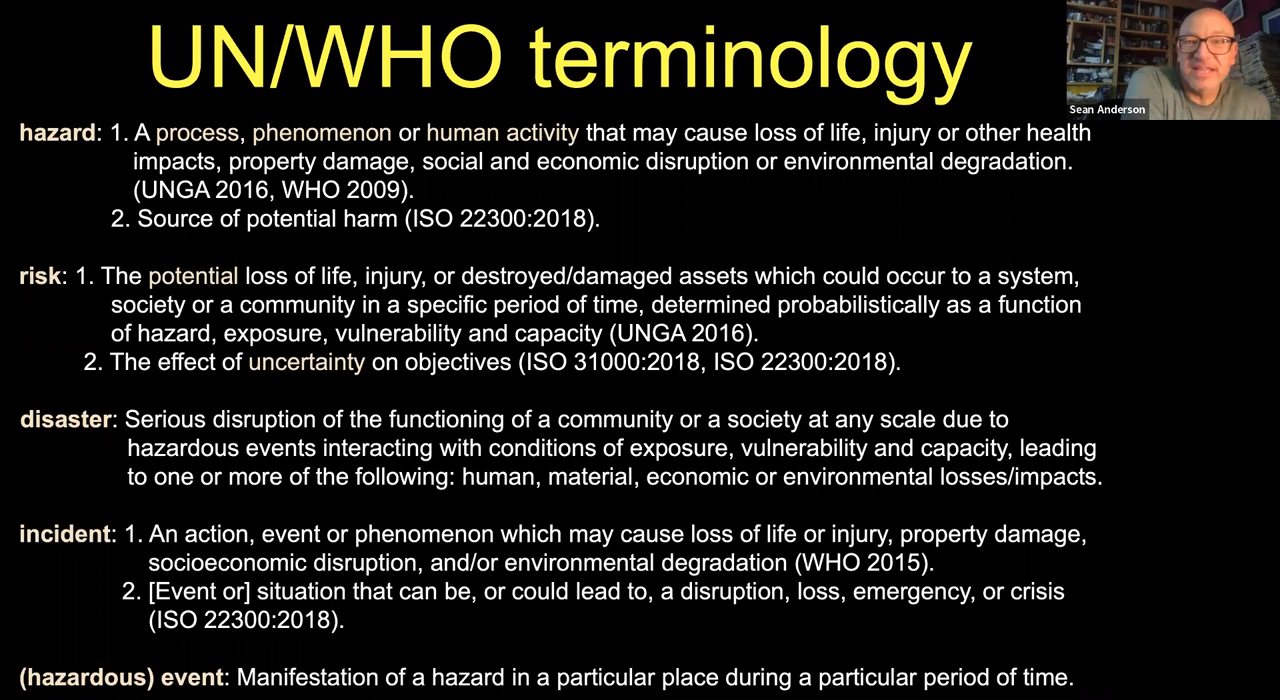 UN/WHO terminology
Sean Anderson
hazard: 1. A process, phenomenon or human activity that may cause loss of life, injury or other health
impacts, property damage, social and economic disruption or environmental degradation.
(UNGA 2016, WHO 2009).
2. Source of potential harm (ISO 22300:2018).
risk: 1. The potential loss of life, injury, or destroyed/damaged assets which could occur to a system,
society or a community in a specific period of time, determined probabilistically as a function
of hazard, exposure, vulnerability and capacity (UNGA 2016).
2. The effect of uncertainty on objectives (ISO 31000:2018, ISO 22300:2018).
disaster: Serious disruption of the functioning of a community or a society at any scale due to
hazardous events interacting with conditions of exposure, vulnerability and capacity, leading
to one or more of the following: human, material, economic or environmental losses/impacts.
incident: 1. An action, event or phenomenon which may cause loss of life or injury, property damage,
socioeconomic disruption, and/or environmental degradation (WHO 2015).
2. [Event or] situation that can be, or could lead to, a disruption, loss, emergency, or crisis
(ISO 22300:2018).
(hazardous) event: Manifestation of a hazard in a particular place during a particular period of time.